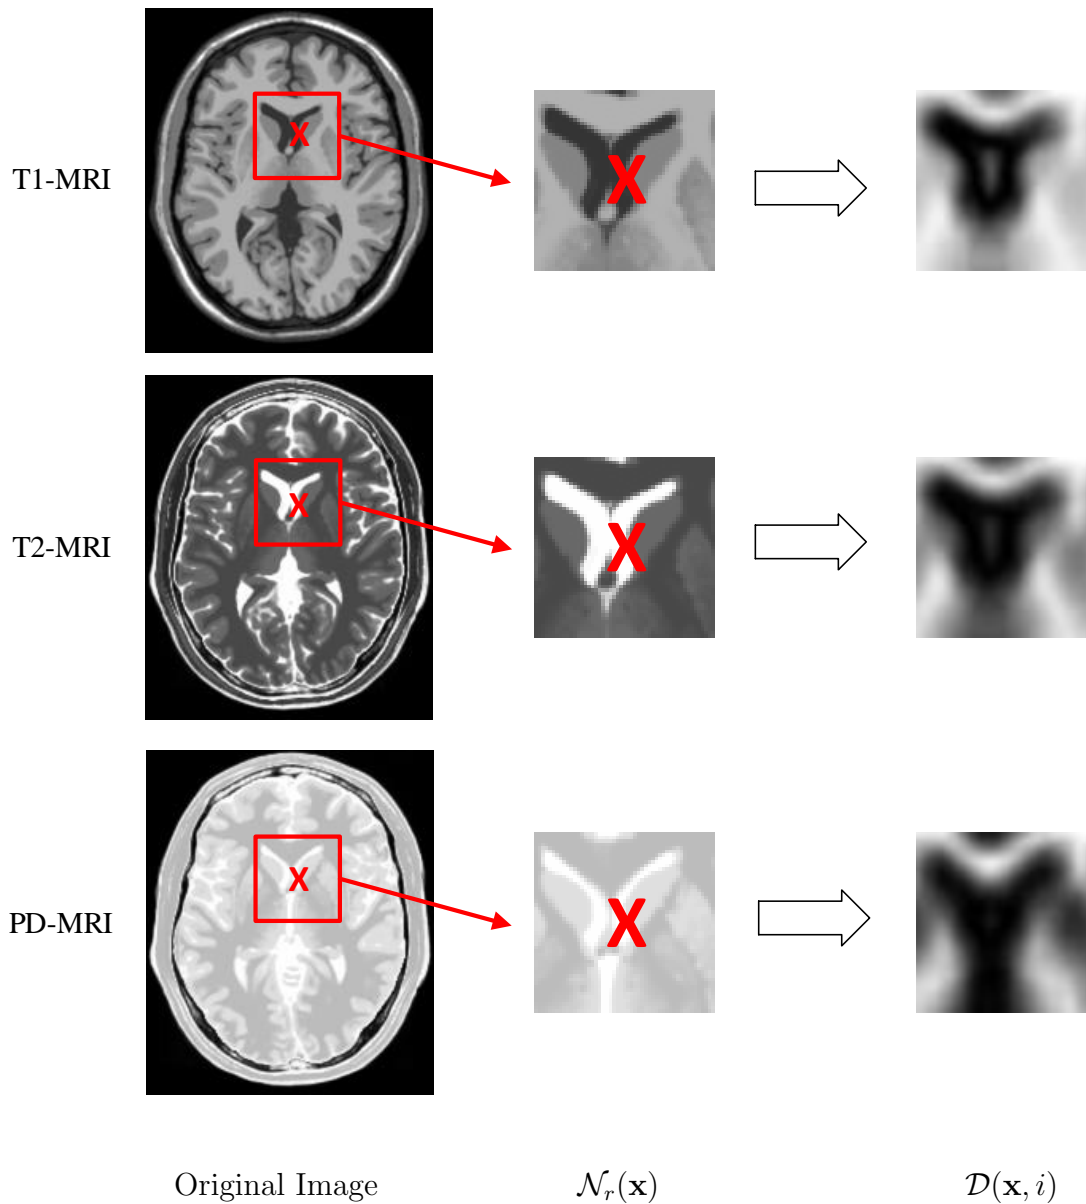 T1-MRI
X
X
T2-MRI
X
X
PD-MRI
X
X
Original Image
𝒩ᵣ(𝐱)
𝒟(𝐱, i)